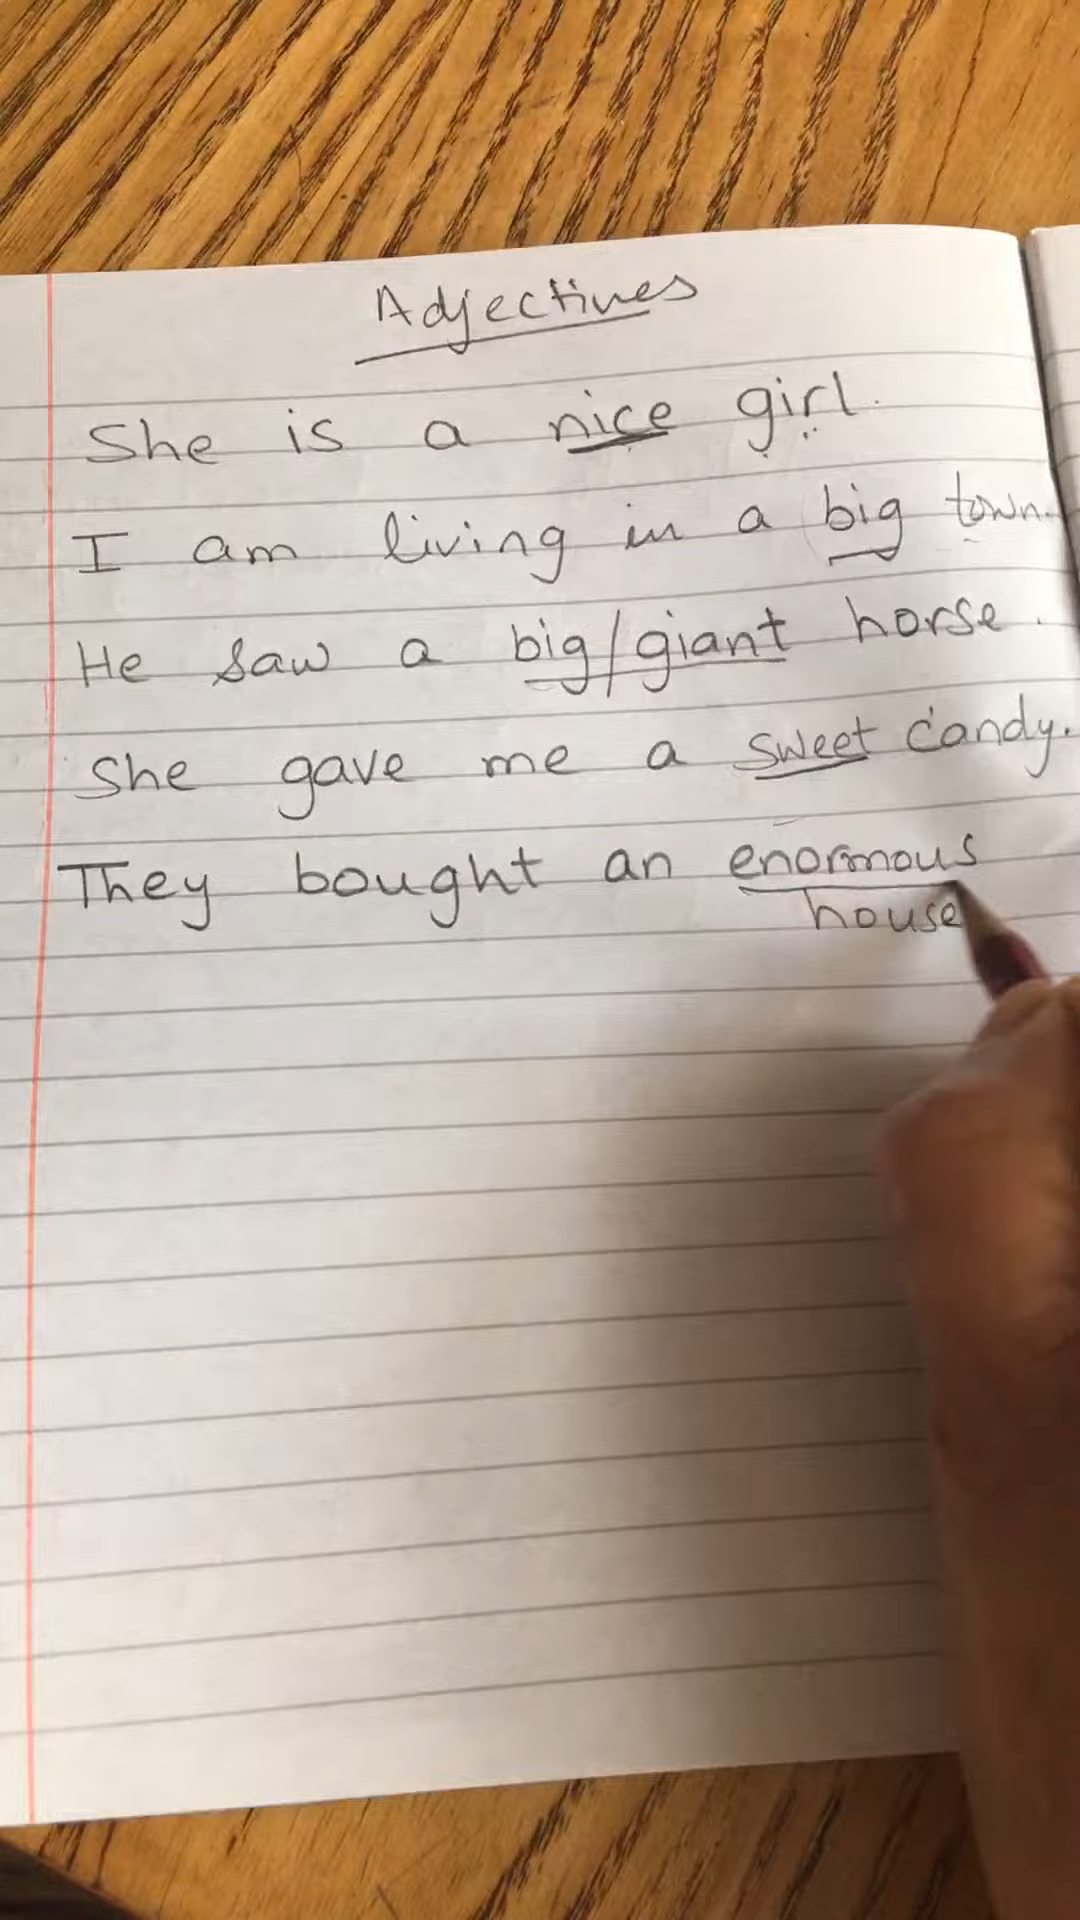 Adjectives
She is a nice girl.
I am living in a big town.
He saw a big/giant horse.
She gave me a sweet candy.
They bought an enormous
house